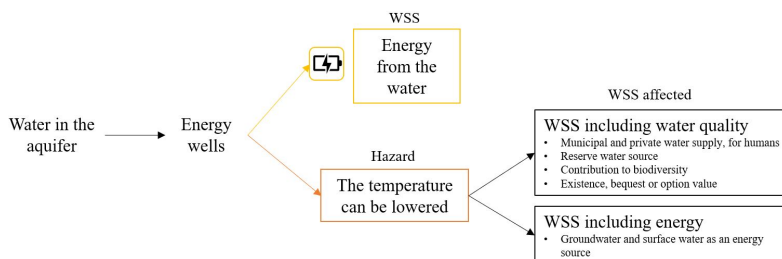 WSS
Energy
from the
water
Water in the
aquifer
Energy
wells
Hazard
The temperature
can be lowered
WSS affected
WSS including water quality
• Municipal and private water supply, for humans
• Reserve water source
• Contribution to biodiversity
• Existence, bequest or option value
WSS including energy
• Groundwater and surface water as an energy
source